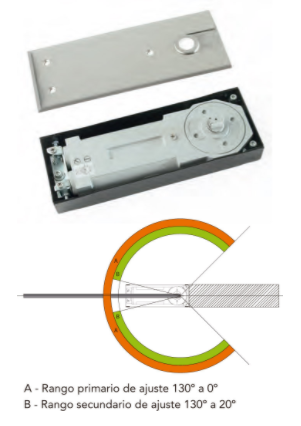 A
B
B
A
A - Rango primario de ajuste 130° a 0°
B - Rango secundario de ajuste 130° a 20°